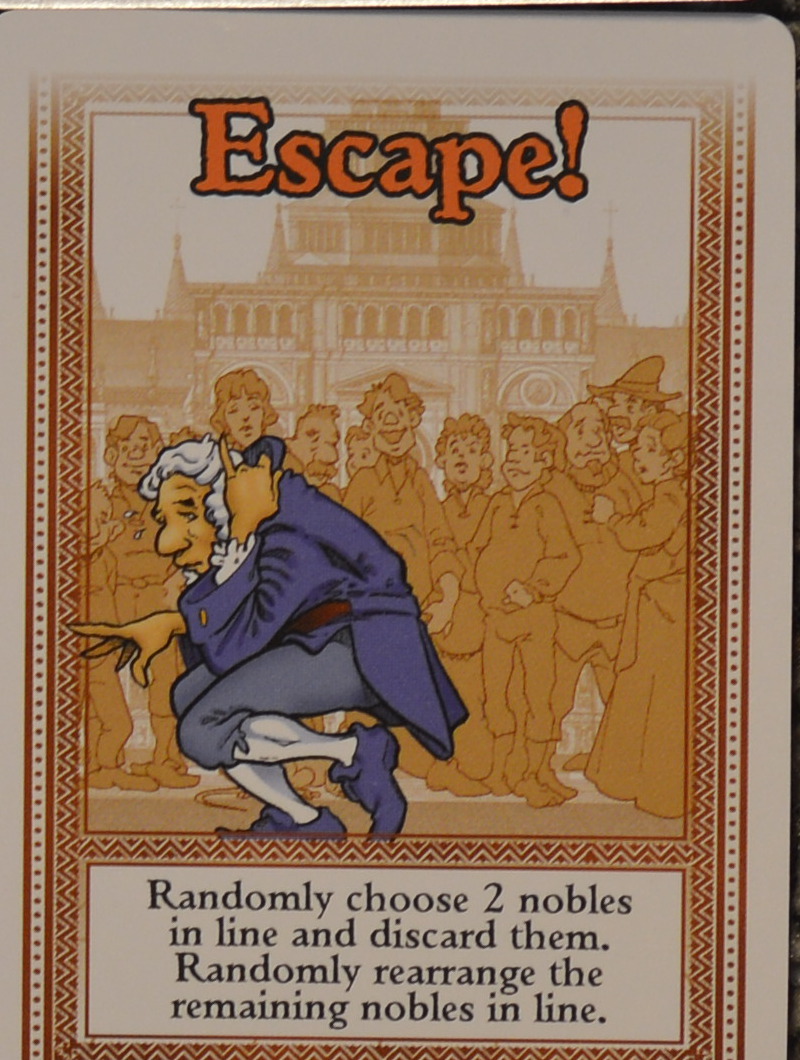 Escape!
Randomly choose 2 nobles
in line and discard them.
Randomly rearrange the
remaining nobles in line.